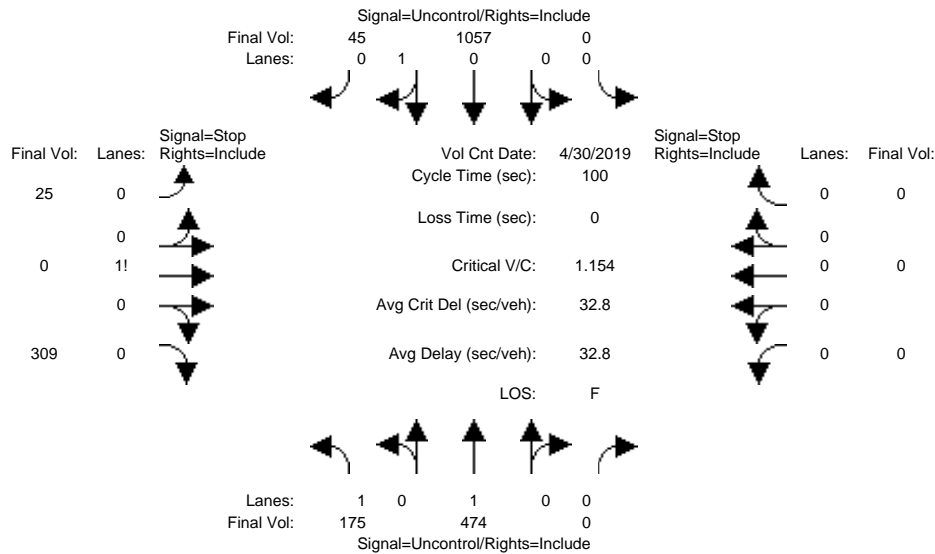 Signal=Uncontrol/Rights=Include
Final Vol: 45 1057 0
Lanes: 0 1 0 0 0
Signal=Stop Signal=Stop
Final Vol: Lanes: Rights=Include Vol Cnt Date: 4/30/2019 Rights=Include Lanes: Final Vol:
Cycle Time (sec): 100
25 0 0 0
Loss Time (sec): 0
0 0
0 1! Critical V/C: 1.154 0 0
0 Avg Crit Del (sec/veh): 32.8 0
309 0 Avg Delay (sec/veh): 32.8 0 0
LOS: F
Lanes: 1 0 1 0 0
Final Vol: 175 474 0
Signal=Uncontrol/Rights=Include